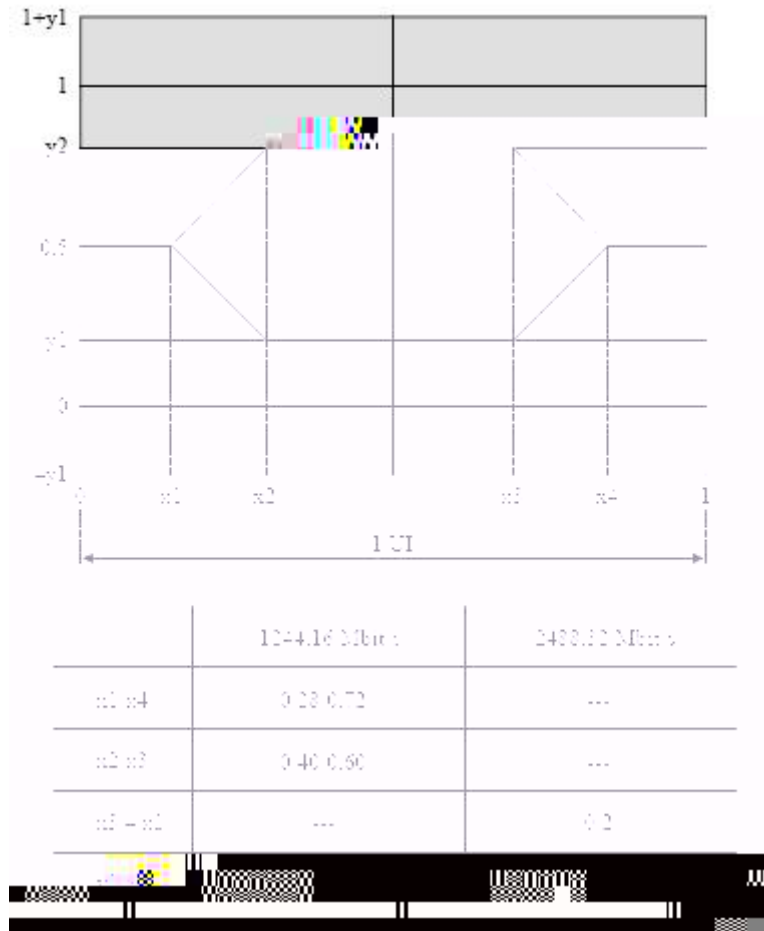 1+y1
1
y2
0.5
y1
0
–y1
0 x1 x2 x3 x4 1
1 UI
1244.16 Mbit/s 2488.32 Mbit/s
x1/x4 0.28/0.72 ---
x2/x3 0.40/0.60 ---
x3 – x2 --- 0.2